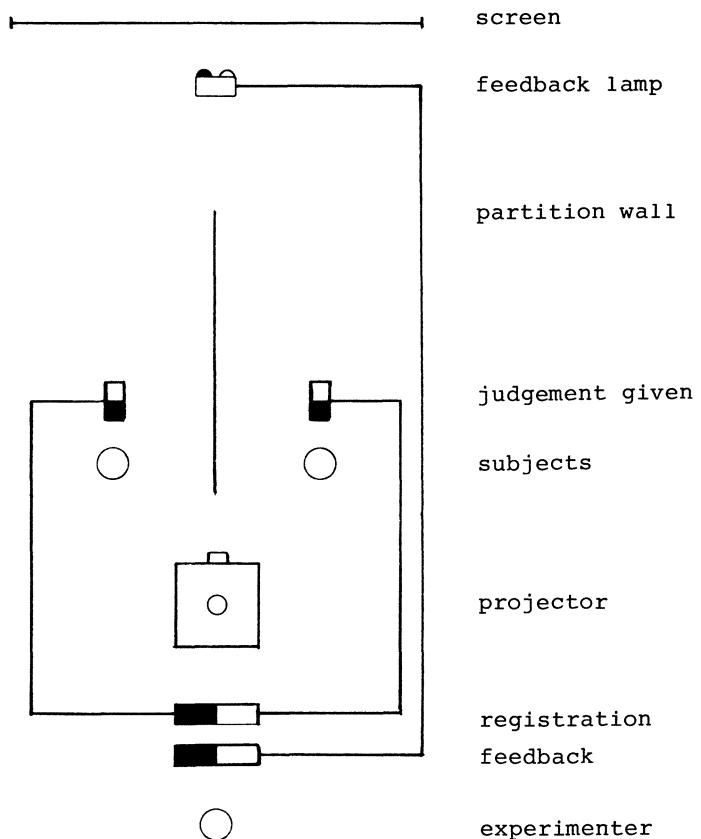 screen
feedback lamp
partition wall
judgement given
subjects
projector
registration
feedback
experimenter